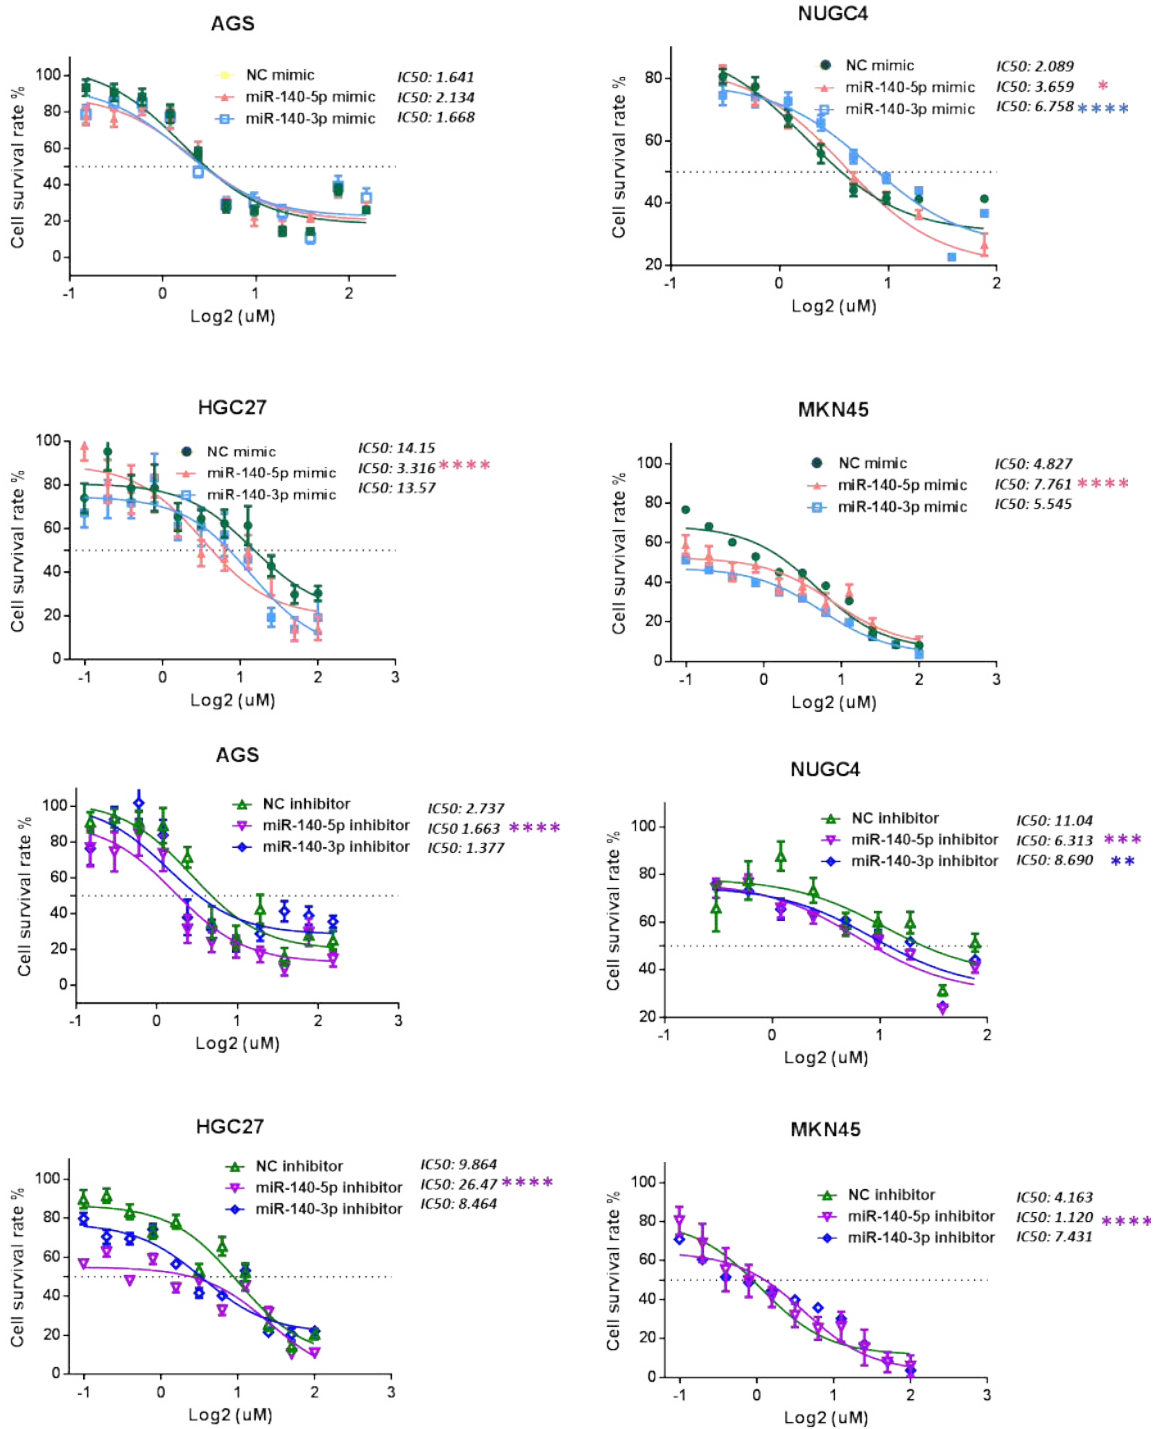 AGS
NC mimic
miR-140-5p mimic
miR-140-3p mimic
IC50: 1.641
IC50: 2.134
IC50: 1.668
Cell survival rate %
100
80
60
40
20
0
-1 0 1 2
Log2 (uM)
NUGC4
NC mimic
miR-140-5p mimic
miR-140-3p mimic
IC50: 2.089
IC50: 3.659 *
IC50: 6.758 ****
Cell survival rate %
80
60
40
20
-1 0 1 2
Log2 (uM)
HGC27
NC mimic
miR-140-5p mimic
miR-140-3p mimic
IC50: 14.15
IC50: 3.316 ****
IC50: 13.57
Cell survival rate %
100
80
60
40
20
0
-1 0 1 2 3
Log2 (uM)
MKN45
NC mimic
miR-140-5p mimic
miR-140-3p mimic
IC50: 4.827
IC50: 7.761 ****
IC50: 5.545
Cell survival rate %
100
80
60
40
20
0
-1 0 1 2 3
Log2 (uM)
AGS
NC inhibitor
miR-140-5p inhibitor
miR-140-3p inhibitor
IC50: 2.737
IC50 1.663 ****
IC50: 1.377
Cell survival rate %
100
80
60
40
20
0
-1 0 1 2 3
Log2 (uM)
NUGC4
NC inhibitor
miR-140-5p inhibitor
miR-140-3p inhibitor
IC50: 11.04
IC50: 6.313 ***
IC50: 8.690 **
Cell survival rate %
100
80
60
40
20
-1 0 1 2
Log2 (uM)
HGC27
NC inhibitor
miR-140-5p inhibitor
miR-140-3p inhibitor
IC50: 9.864
IC50: 26.47 ****
IC50: 8.464
Cell survival rate %
100
80
60
40
20
0
-1 0 1 2 3
Log2 (uM)
MKN45
NC inhibitor
miR-140-5p inhibitor
miR-140-3p inhibitor
IC50: 4.163
IC50: 1.120 ****
IC50: 7.431
Cell survival rate %
100
80
60
40
20
0
-1 0 1 2 3
Log2 (uM)